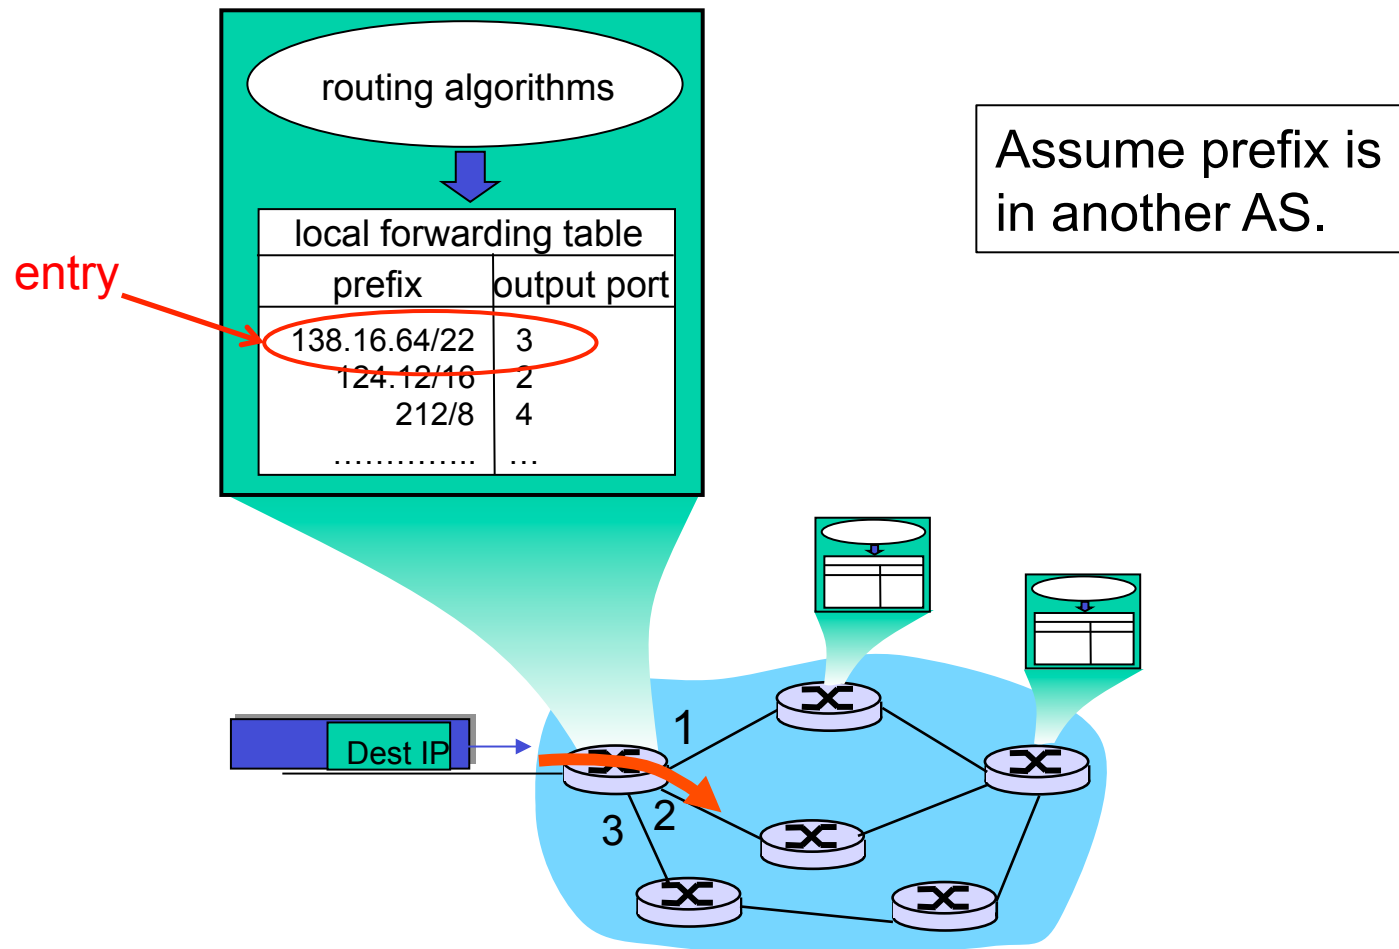 routing algorithms
Assume prefix is
in another AS.
local forwarding table
entry
prefix output port
138.16.64/22 3
124.12/16 2
212/8 4
………….. …
1
Dest IP
2
3